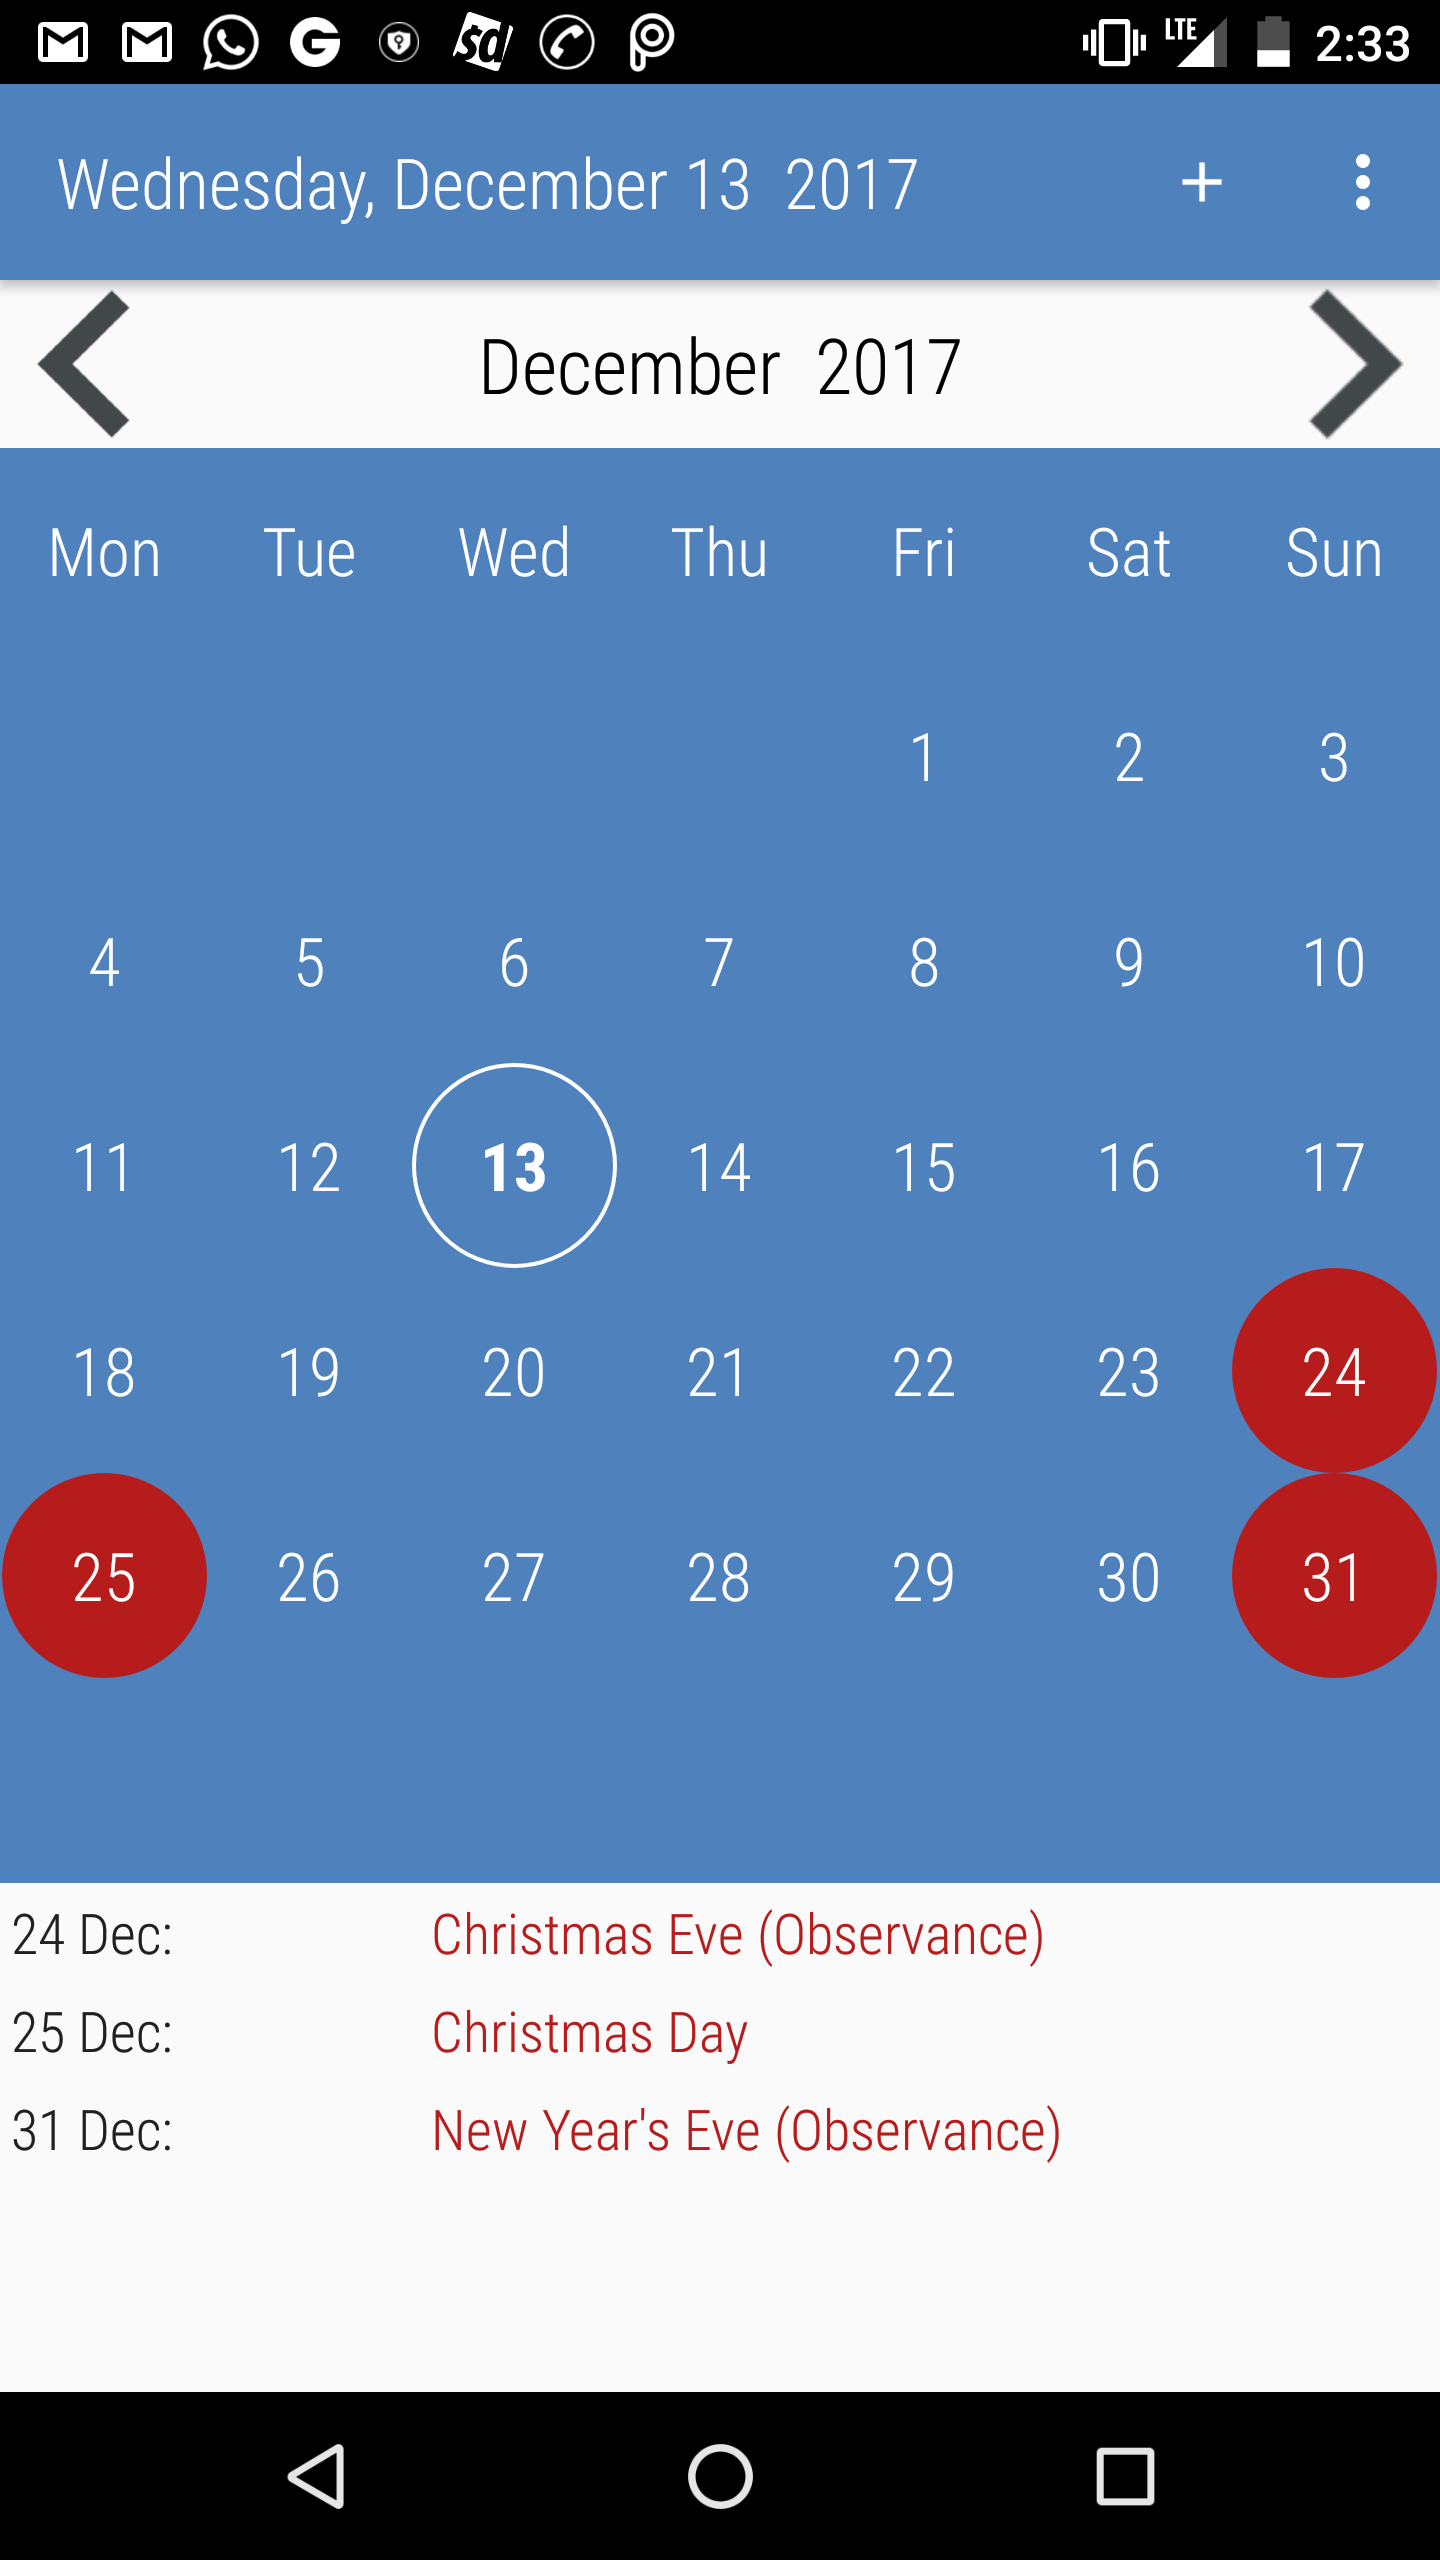 LTE 2:33
Wednesday, December 13 2017 +
December 2017
Mon Tue Wed Thu Fri Sat Sun
1 2 3
4 5 6 7 8 9 10
11 12 13 14 15 16 17
18 19 20 21 22 23 24
25 26 27 28 29 30 31
24 Dec: Christmas Eve (Observance)
25 Dec: Christmas Day
31 Dec: New Year's Eve (Observance)